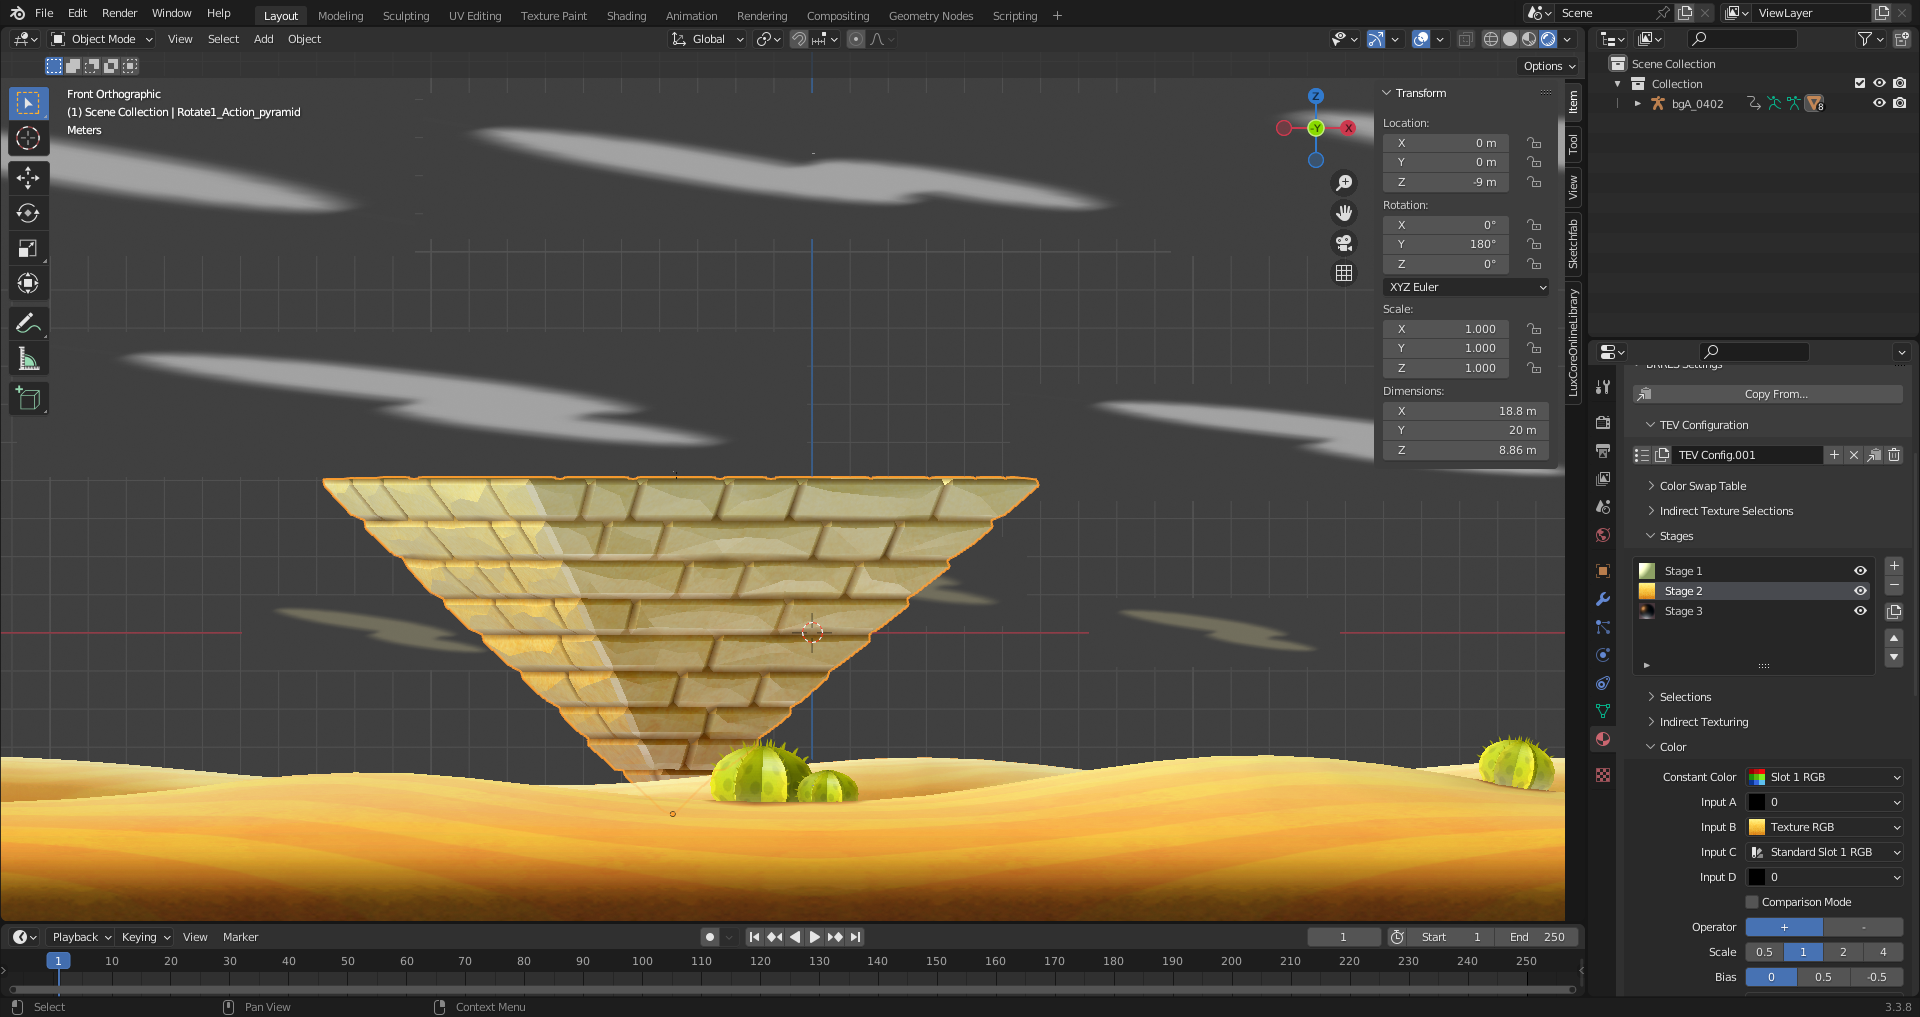 File Edit Render Window Help Layout Modeling Sculpting UV Editing Texture Paint Shading Animation Rendering Compositing Geometry Nodes Scripting + Scene ViewLayer
Object Mode View Select Add Object Global
Options
Front Orthographic
(1) Scene Collection | Rotate1_Action_pyramid
Meters
Z
-Y
X
Transform
Location:
X 0 m
Y 0 m
Z -9 m
Rotation:
X 0°
Y 180°
Z 0°
XYZ Euler
Scale:
X 1.000
Y 1.000
Z 1.000
Dimensions:
X 18.8 m
Y 20 m
Z 8.86 m
Item
Tool
View
Sketchfab
LuxCoreOnlineLibrary
Scene Collection
Collection
bgA_0402 8
BRRES Settings
Copy From...
TEV Configuration
TEV Config.001
Color Swap Table
Indirect Texture Selections
Stages
Stage 1
Stage 2
Stage 3
Selections
Indirect Texturing
Color
Constant Color Slot 1 RGB
Input A 0
Input B Texture RGB
Input C Standard Slot 1 RGB
Input D 0
Comparison Mode
Operator + -
Scale 0.5 1 2 4
Bias 0 0.5 -0.5
Playback Keying View Marker 1 Start 1 End 250
1 10 20 30 40 50 60 70 80 90 100 110 120 130 140 150 160 170 180 190 200 210 220 230 240 250
Select Pan View Context Menu 3.3.8